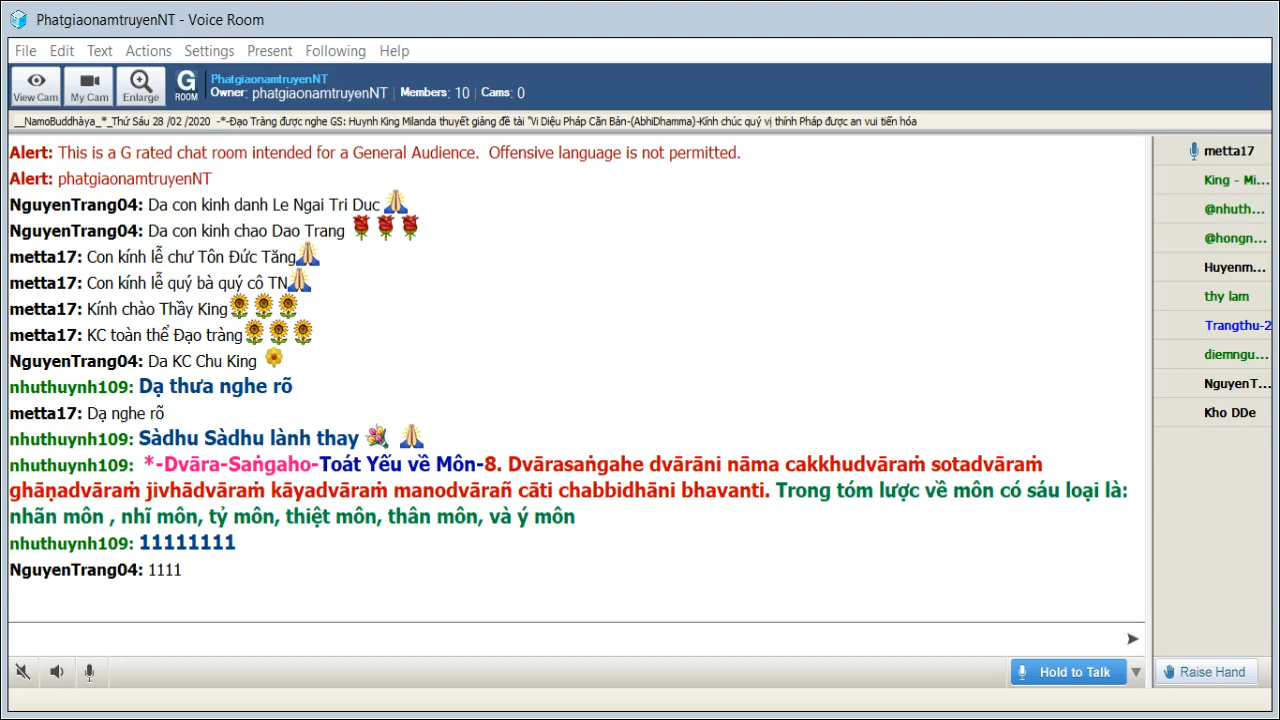 PhatgiaonamtruyenNT - Voice Room
File Edit Text Actions Settings Present Following Help
View Cam My Cam Enlarge G ROOM
PhatgiaonamtruyenNT
Owner: phatgiaonamtruyenNT Members: 10 Cams: 0
__NamoBuddhàya_*_Thứ Sáu 28 /02 /2020 -*-Đạo Tràng được nghe GS: Huynh King Milanda thuyết giảng đề tài "Vi Diệu Pháp Căn Bản-(AbhiDhamma)-Kính chúc quý vị thính Pháp được an vui tiến hóa
Alert: This is a G rated chat room intended for a General Audience. Offensive language is not permitted.
Alert: phatgiaonamtruyenNT
NguyenTrang04: Da con kinh danh Le Ngai Tri Duc
NguyenTrang04: Da con kinh chao Dao Trang
metta17: Con kính lễ chư Tôn Đức Tăng
metta17: Con kính lễ quý bà quý cô TN
metta17: Kính chào Thầy King
metta17: KC toàn thể Đạo tràng
NguyenTrang04: Da KC Chu King
nhuthuynh109: Dạ thưa nghe rõ
metta17: Dạ nghe rõ
nhuthuynh109: Sàdhu Sàdhu lành thay
nhuthuynh109: *-Dvāra-Saṅgaho-Toát Yếu về Môn-8. Dvārasaṅgahe dvārāni nāma cakkhudvāraṁ sotadvāraṁ
ghāṇadvāraṁ jivhādvāraṁ kāyadvāraṁ manodvārañ cāti chabbidhāni bhavanti. Trong tóm lược về môn có sáu loại là:
nhãn môn , nhĩ môn, tỷ môn, thiệt môn, thân môn, và ý môn
nhuthuynh109: 11111111
NguyenTrang04: 1111
metta17
King - Mi...
@nhuth...
@hongn...
Huyenm...
thy lam
Trangthu-2
diemngu...
NguyenT...
Kho DDe
Hold to Talk
Raise Hand